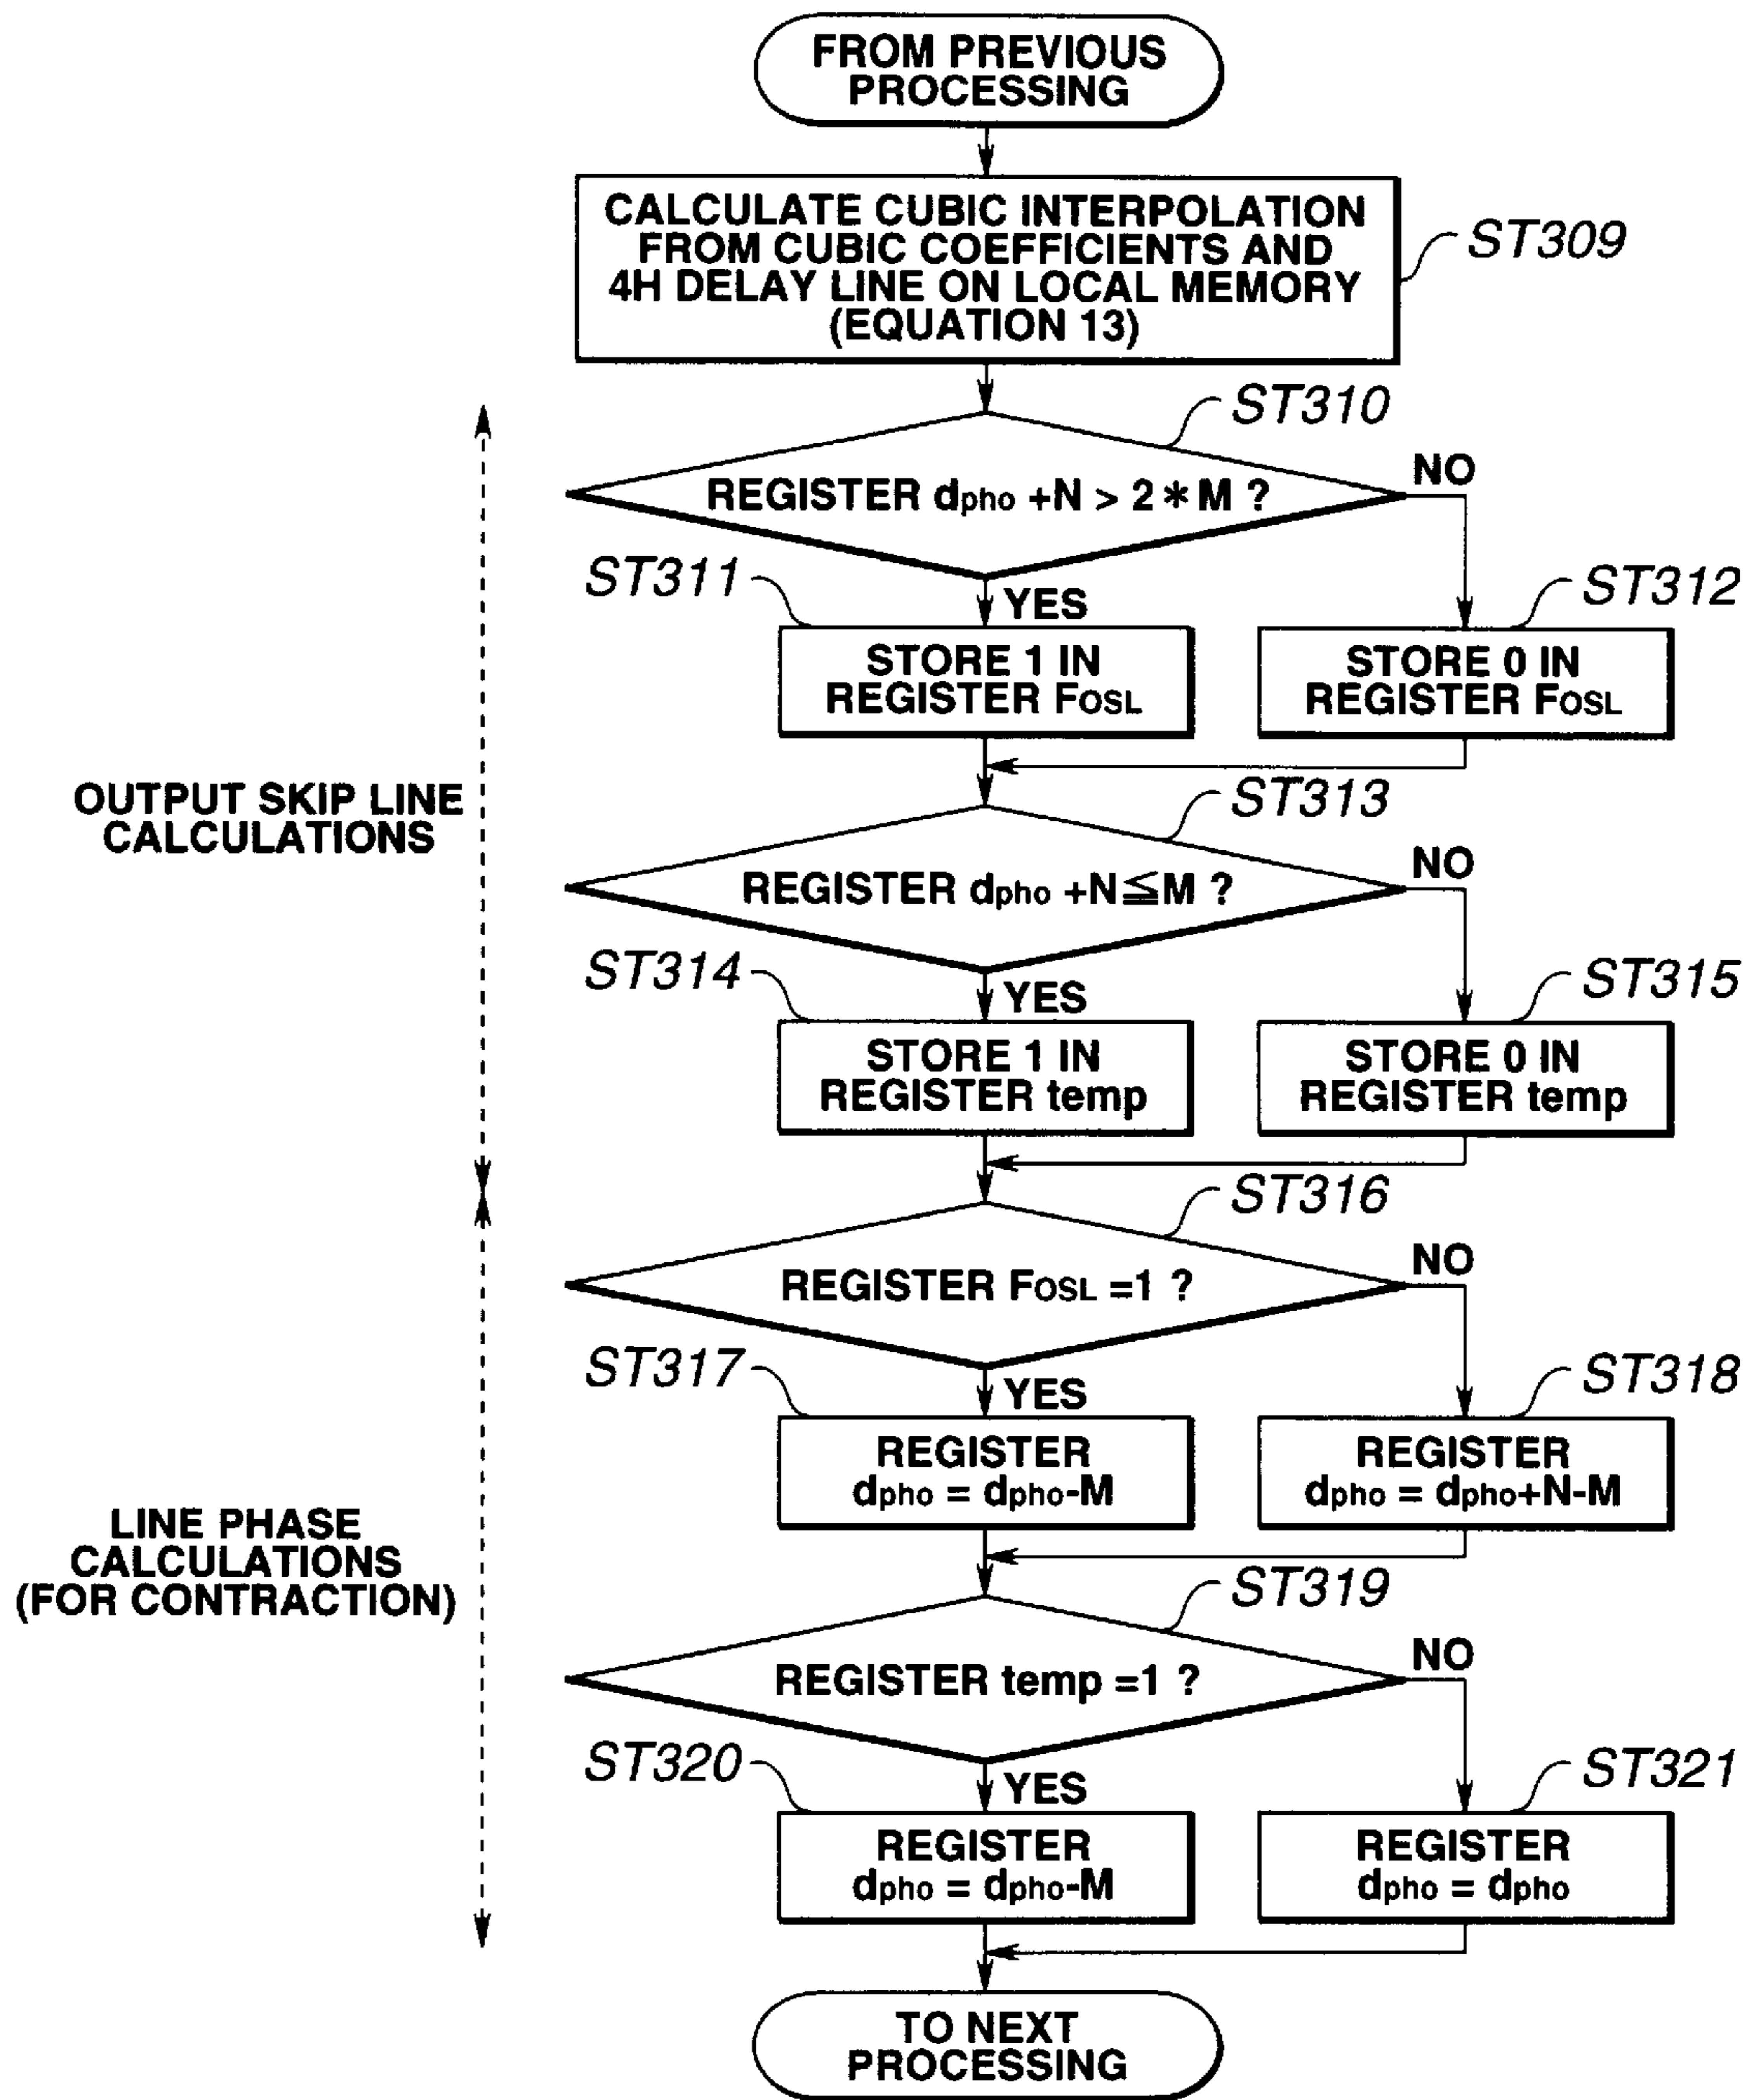 FROM PREVIOUS
PROCESSING
CALCULATE CUBIC INTERPOLATION
FROM CUBIC COEFFICIENTS AND
4H DELAY LINE ON LOCAL MEMORY
(EQUATION 13)
ST309
ST310
REGISTER dpho +N > 2 * M ?
NO
YES
ST311
STORE 1 IN
REGISTER FOSL
ST312
STORE 0 IN
REGISTER FOSL
OUTPUT SKIP LINE
CALCULATIONS
ST313
REGISTER dpho +N≦M ?
NO
YES
ST314
STORE 1 IN
REGISTER temp
ST315
STORE 0 IN
REGISTER temp
ST316
REGISTER FOSL =1 ?
NO
YES
ST317
REGISTER
dpho = dpho-M
ST318
REGISTER
dpho = dpho+N-M
LINE PHASE
CALCULATIONS
(FOR CONTRACTION)
ST319
REGISTER temp =1 ?
NO
YES
ST320
REGISTER
dpho = dpho-M
ST321
REGISTER
dpho = dpho
TO NEXT
PROCESSING